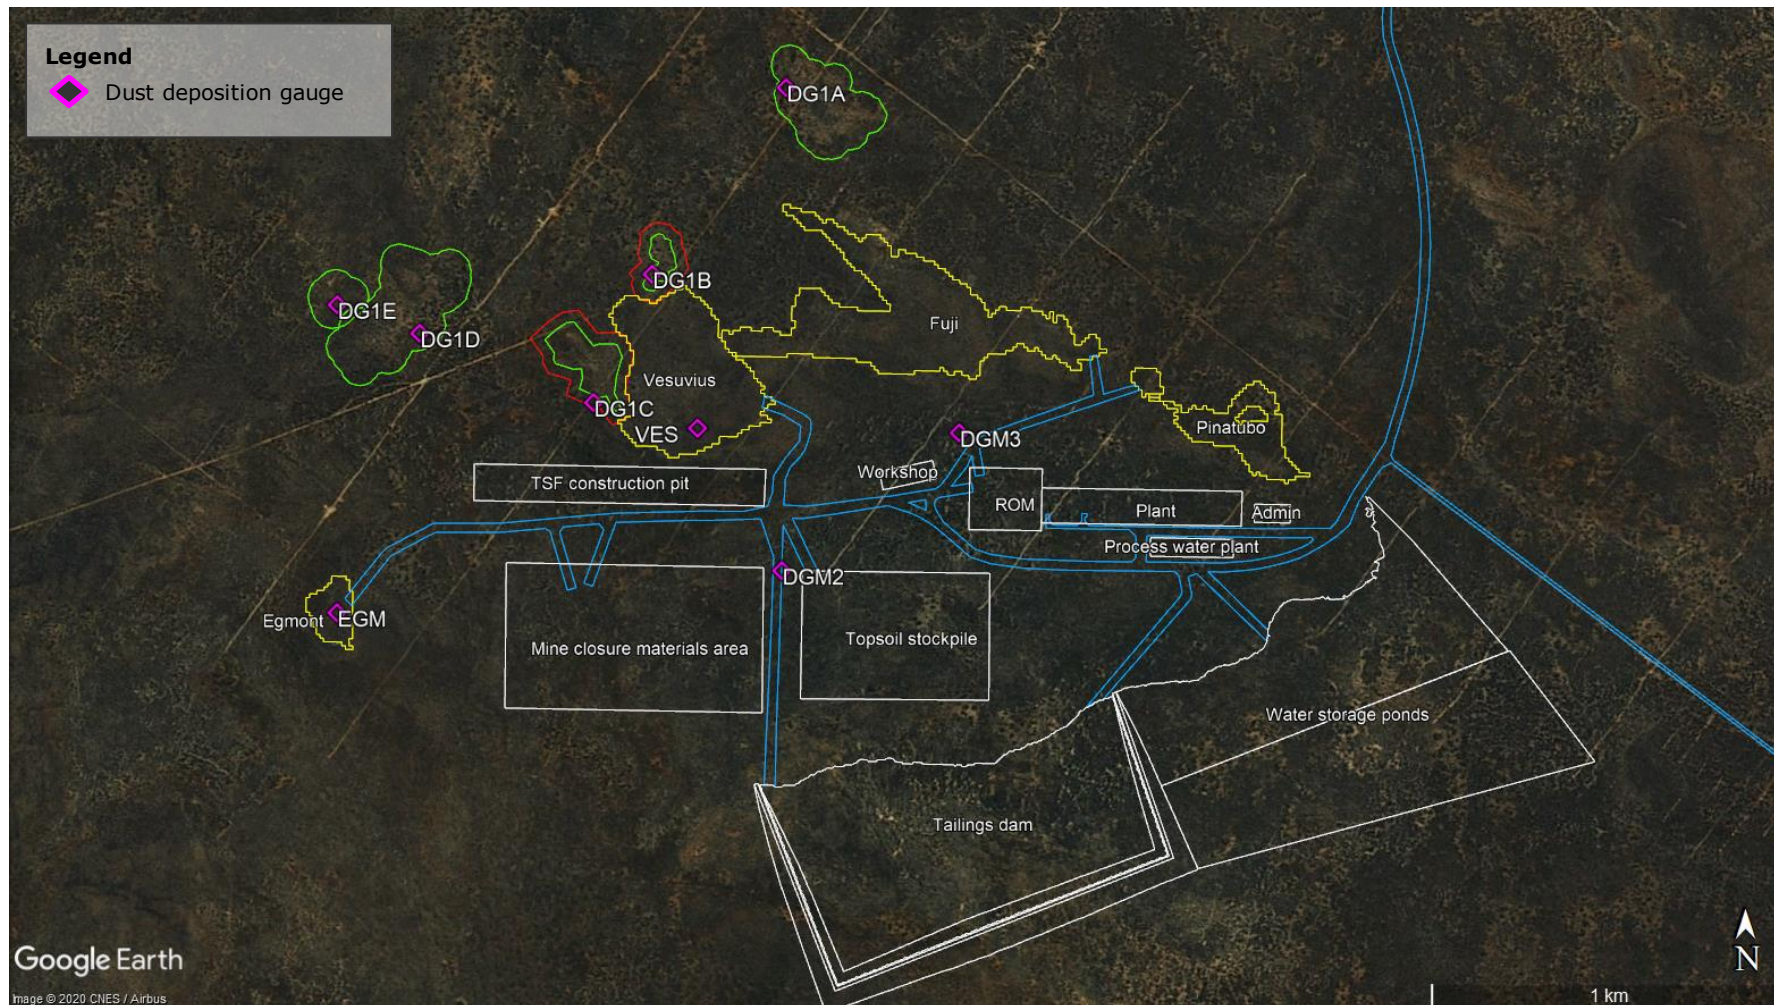 Legend
Dust deposition gauge
DG1A
DG1B
DG1E
Fuji
DG1D
Vesuvius
DG1C
VES
Pinatubo
DGM3
Workshop
TSF construction pit
ROM
Plant
Admin
Process water plant
DGM2
Egmont
EGM
Topsoil stockpile
Mine closure materials area
Water storage ponds
Tailings dam
Google Earth
N
Image © 2020 CNES / Airbus
1 km